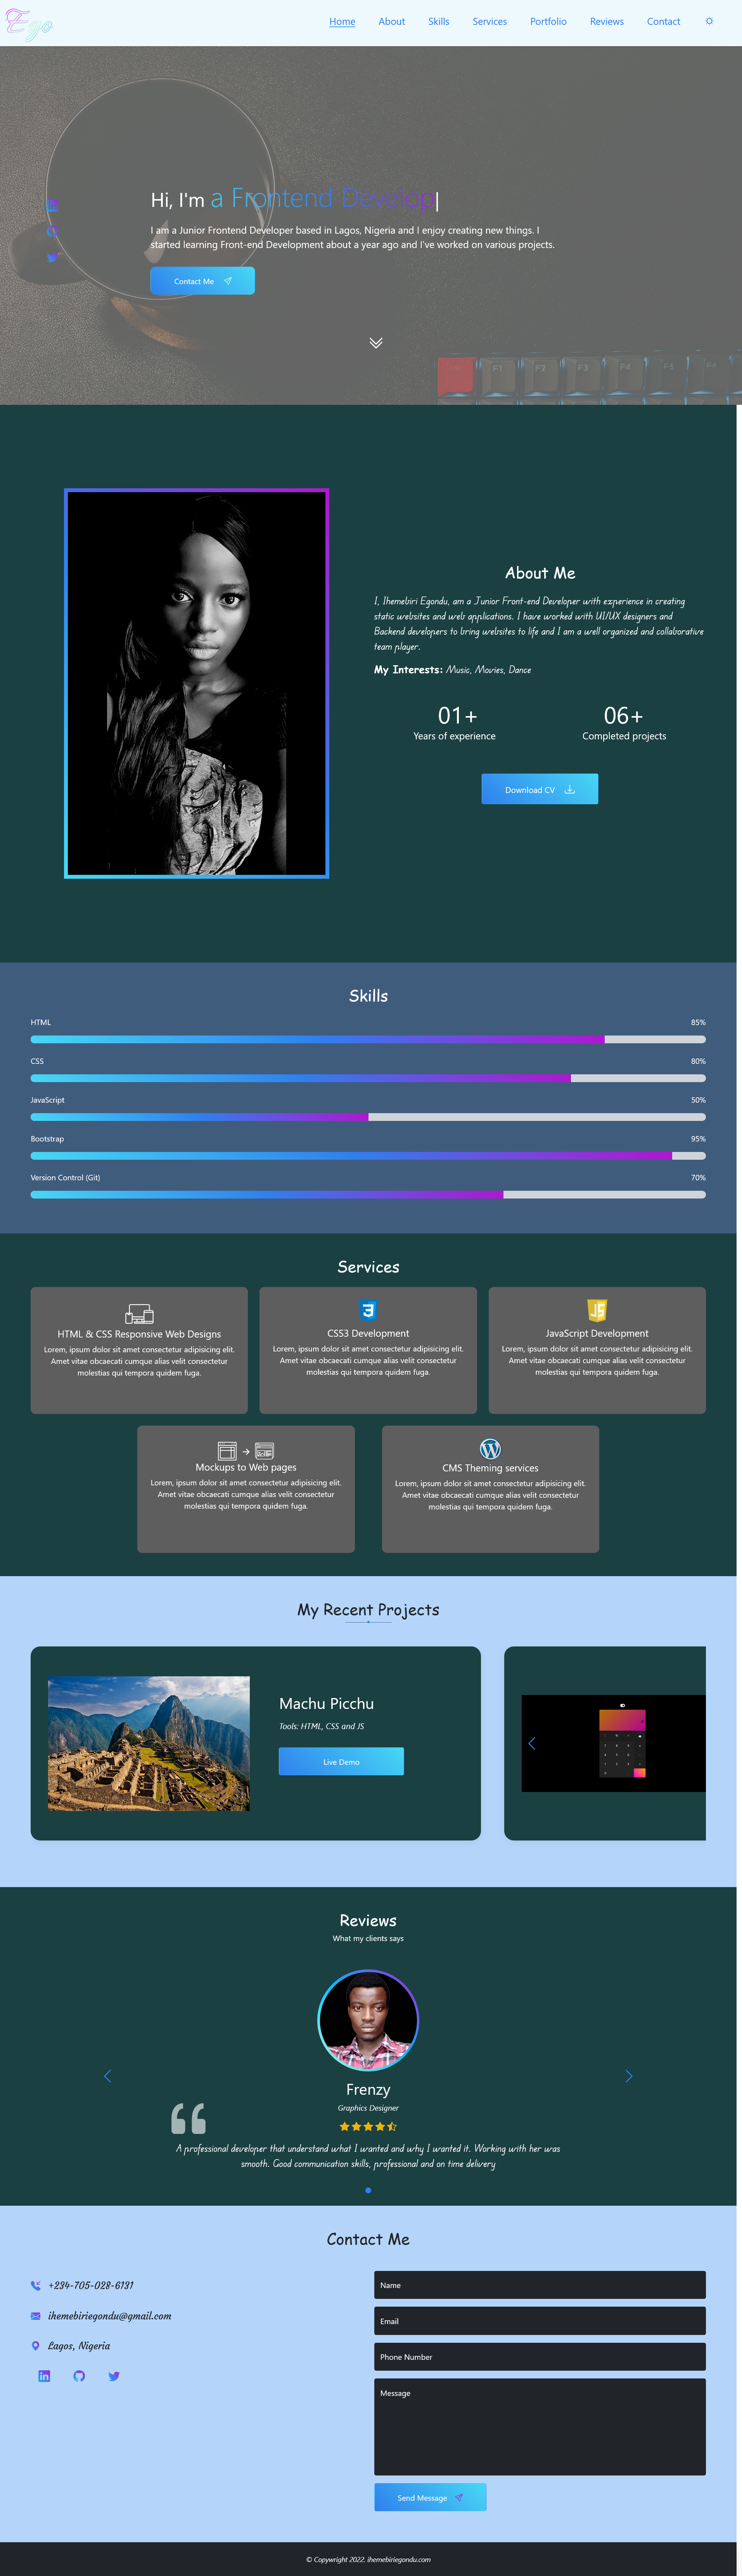 Ego
Home About Skills Services Portfolio Reviews Contact
Hi, I'm a Frontend Develop|
I am a Junior Frontend Developer based in Lagos, Nigeria and I enjoy creating new things. I
started learning Front-end Development about a year ago and I've worked on various projects.
Contact Me
F1 F2 F3 F4 F5
About Me
I, Ihemebiri Egondu, am a Junior Front-end Developer with experience in creating
static websites and web applications. I have worked with UI/UX designers and
Backend developers to bring websites to life and I am a well organized and collaborative
team player.
My Interests: Music, Movies, Dance
01+
Years of experience
06+
Completed projects
Download CV
Skills
HTML 85%
CSS 80%
JavaScript 50%
Bootstrap 95%
Version Control (Git) 70%
Services
HTML & CSS Responsive Web Designs
Lorem, ipsum dolor sit amet consectetur adipisicing elit.
Amet vitae obcaecati cumque alias velit consectetur
molestias qui tempora quidem fuga.
3
CSS3 Development
Lorem, ipsum dolor sit amet consectetur adipisicing elit.
Amet vitae obcaecati cumque alias velit consectetur
molestias qui tempora quidem fuga.
JS
JavaScript Development
Lorem, ipsum dolor sit amet consectetur adipisicing elit.
Amet vitae obcaecati cumque alias velit consectetur
molestias qui tempora quidem fuga.
Mockups to Web pages
Lorem, ipsum dolor sit amet consectetur adipisicing elit.
Amet vitae obcaecati cumque alias velit consectetur
molestias qui tempora quidem fuga.
CMS Theming services
Lorem, ipsum dolor sit amet consectetur adipisicing elit.
Amet vitae obcaecati cumque alias velit consectetur
molestias qui tempora quidem fuga.
My Recent Projects
Machu Picchu
Tools: HTML, CSS and JS
Live Demo
Reviews
What my clients says
Frenzy
Graphics Designer
A professional developer that understand what I wanted and why I wanted it. Working with her was
smooth. Good communication skills, professional and on time delivery
Contact Me
+234-705-028-6131
ihemebiriegondu@gmail.com
Lagos, Nigeria
Name
Email
Phone Number
Message
Send Message
© Copyright 2022. ihemebiriegondu.com